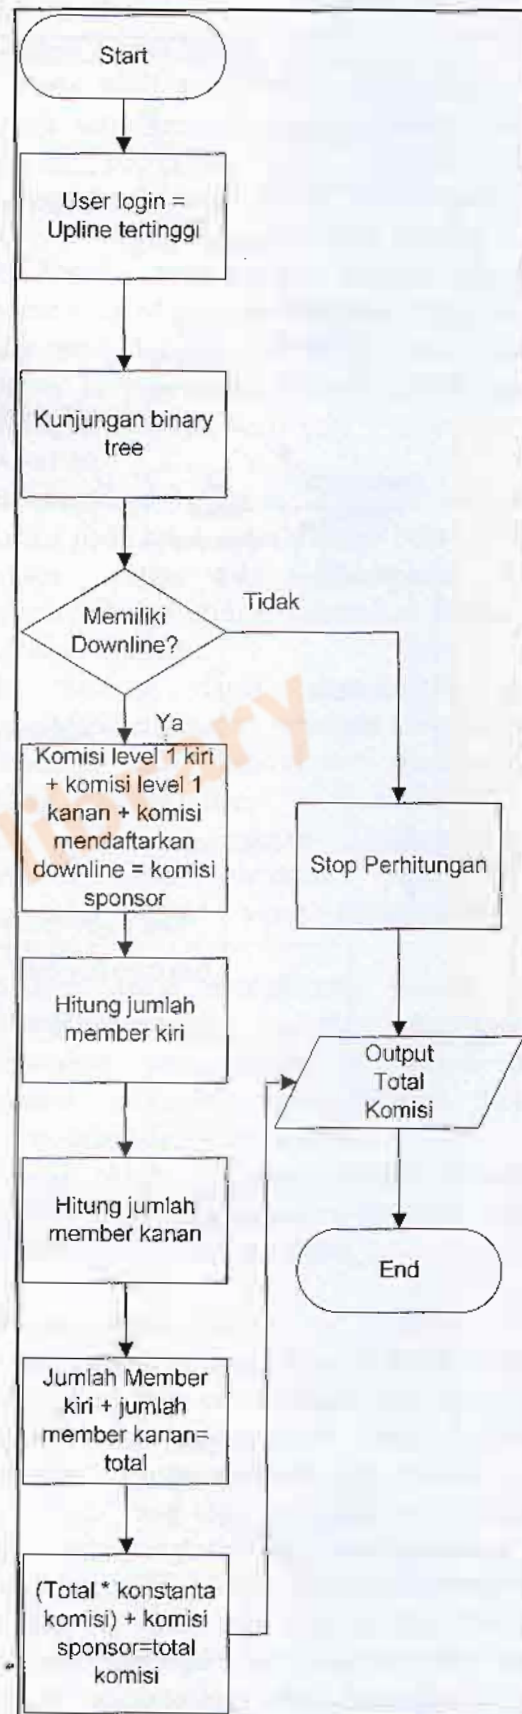 Start
User login =
Upline tertinggi
Kunjungan binary
tree
Memiliki
Downline?
Tidak
Ya
Komisi level 1 kiri
+ komisi level 1
kanan + komisi
mendaftarkan
downline = komisi
sponsor
Hitung jumlah
member kiri
Hitung jumlah
member kanan
Jumlah Member
kiri + jumlah
member kanan=
total
(Total * konstanta
komisi) + komisi
sponsor=total
komisi
Stop Perhitungan
Output
Total
Komisi
End
library